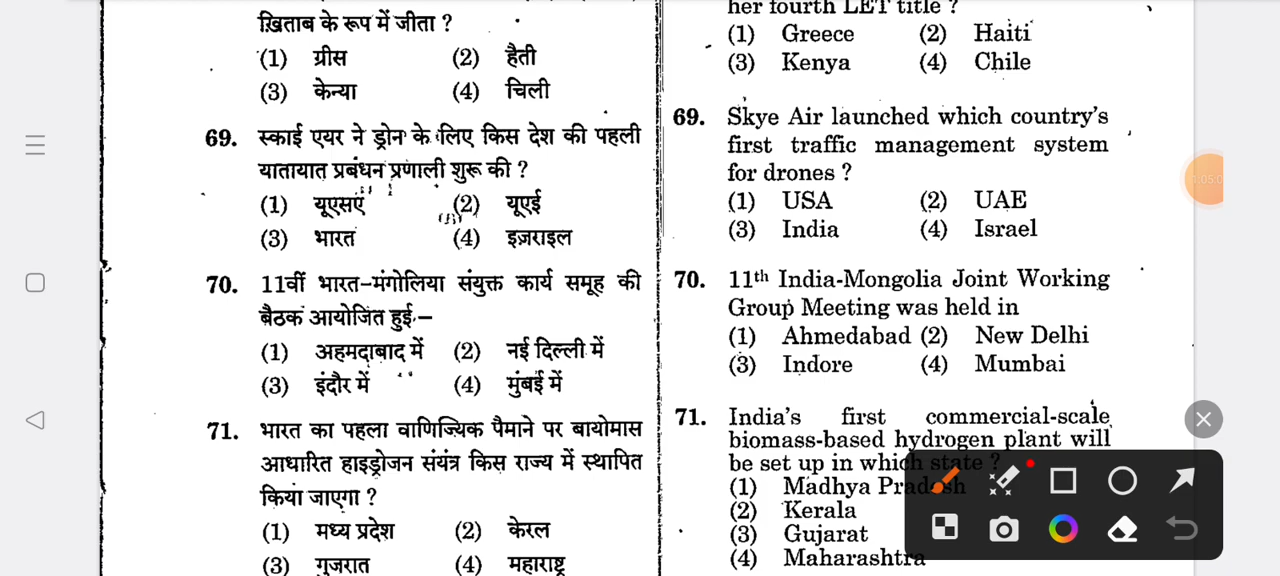 ख़िताब के रूप में जीता ?
(1) ग्रीस (2) हैती
(3) केन्या (4) चिली
69. स्काई एयर ने ड्रोन के लिए किस देश की पहली
यातायात प्रबंधन प्रणाली शुरू की ?
(1) यूएसए (2) यूएई
(3) भारत (4) इज़राइल
70. 11वीं भारत-मंगोलिया संयुक्त कार्य समूह की
बैठक आयोजित हुई –
(1) अहमदाबाद में (2) नई दिल्ली में
(3) इंदौर में (4) मुंबई में
71. भारत का पहला वाणिज्यिक पैमाने पर बायोमास
आधारित हाइड्रोजन संयंत्र किस राज्य में स्थापित
किया जाएगा ?
(1) मध्य प्रदेश (2) केरल
(3) गुजरात (4) महाराष्ट्र
her fourth LET title ?
(1) Greece (2) Haiti
(3) Kenya (4) Chile
69. Skye Air launched which country's
first traffic management system
for drones ?
(1) USA (2) UAE
(3) India (4) Israel
70. 11th India-Mongolia Joint Working
Group Meeting was held in
(1) Ahmedabad (2) New Delhi
(3) Indore (4) Mumbai
71. India's first commercial-scale
biomass-based hydrogen plant will
be set up in which state ?
(1) Madhya Pradesh
(2) Kerala
(3) Gujarat
(4) Maharashtra